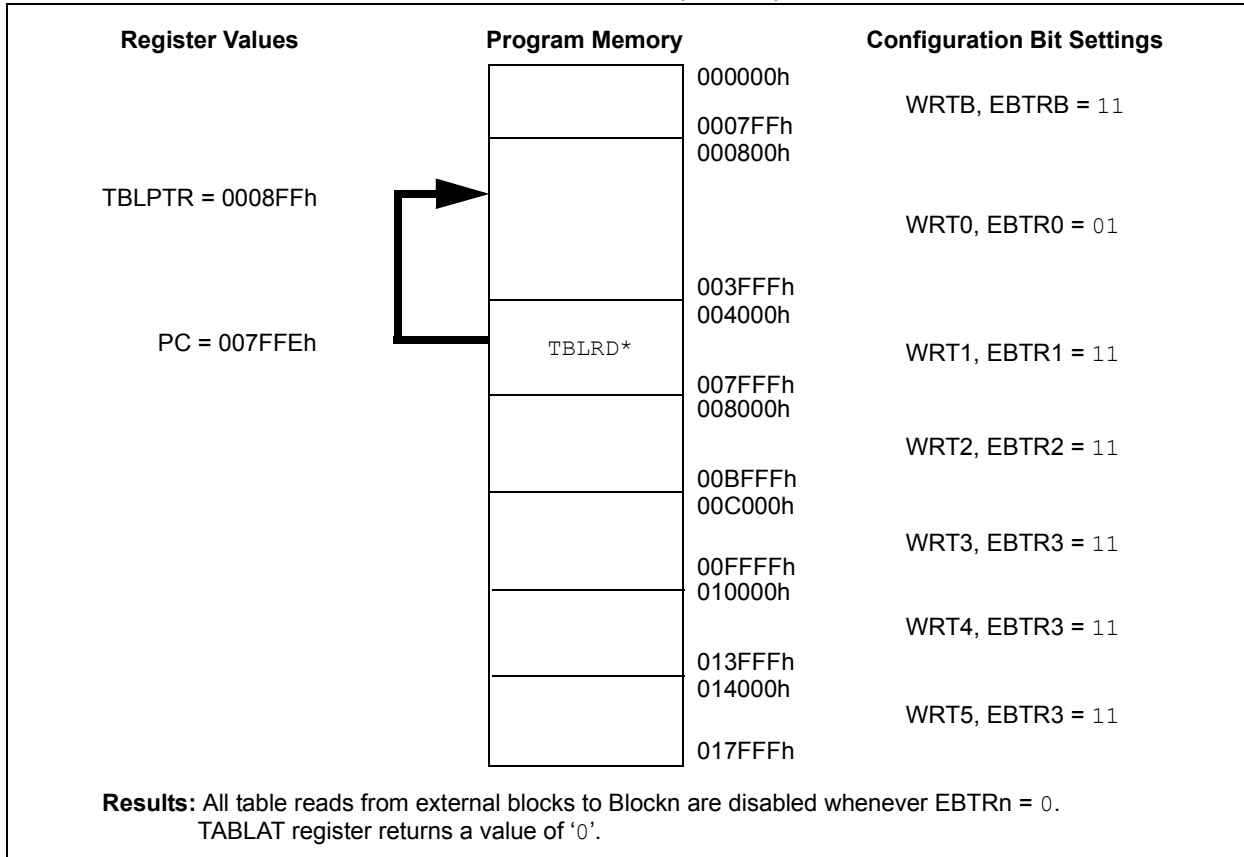 Register Values Program Memory Configuration Bit Settings
000000h
WRTB, EBTRB = 11
0007FFh
000800h
TBLPTR = 0008FFh
WRT0, EBTR0 = 01
003FFFh
004000h
PC = 007FFEh
TBLRD*
WRT1, EBTR1 = 11
007FFFh
008000h
WRT2, EBTR2 = 11
00BFFFh
00C000h
WRT3, EBTR3 = 11
00FFFFh
010000h
WRT4, EBTR3 = 11
013FFFh
014000h
WRT5, EBTR3 = 11
017FFFh
Results: All table reads from external blocks to Blockn are disabled whenever EBTRn = 0.
TABLAT register returns a value of ‘0’.